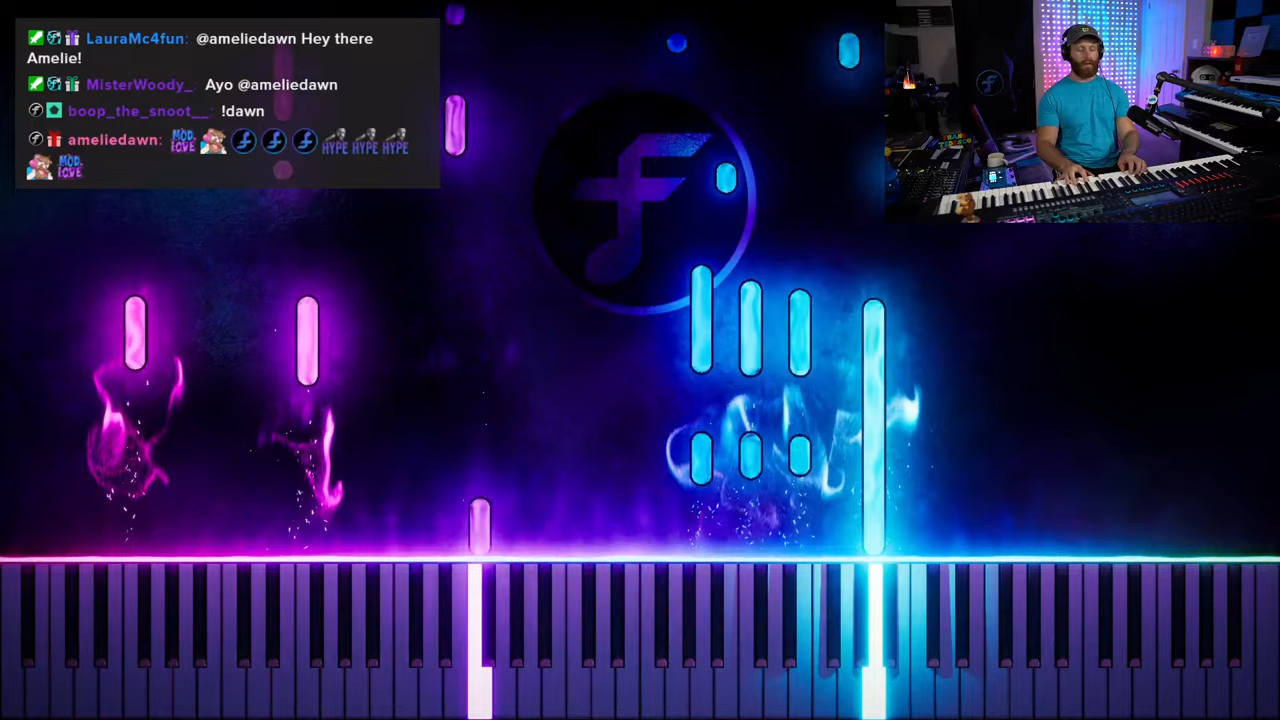 LauraMc4fun: @ameliedawn Hey there
Amelie!
MisterWoody_: Ayo @ameliedawn
boop_the_snoot__: !dawn
ameliedawn: MOD LOVE HYPE HYPE HYPE
MOD LOVE